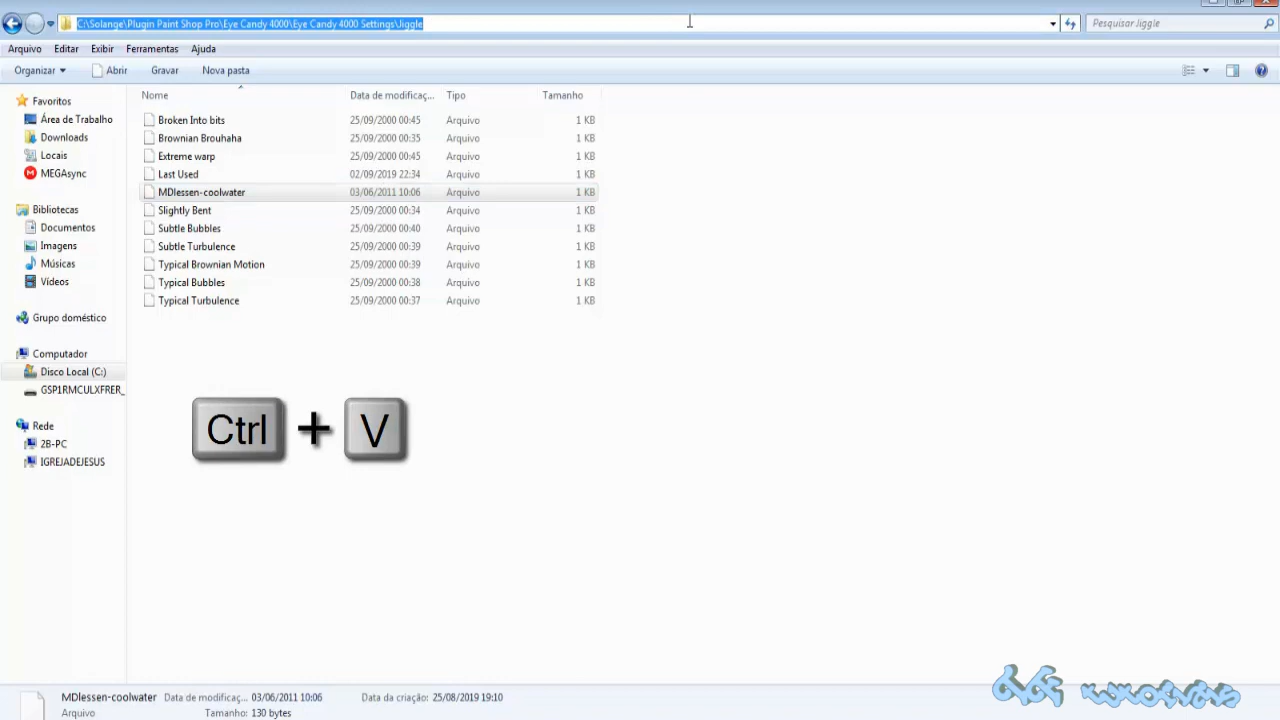 C:\Solange\Plugin Paint Shop Pro\Eye Candy 4000\Eye Candy 4000 Settings\Jiggle
Pesquisar Jiggle
Arquivo Editar Exibir Ferramentas Ajuda
Organizar Abrir Gravar Nova pasta
Nome Data de modificaç... Tipo Tamanho
Favoritos
Área de Trabalho
Downloads
Locais
MEGAsync
Bibliotecas
Documentos
Imagens
Músicas
Vídeos
Grupo doméstico
Computador
Disco Local (C:)
GSP1RMCULXFRER_
Rede
2B-PC
IGREJADEJESUS
Broken Into bits 25/09/2000 00:45 Arquivo 1 KB
Brownian Brouhaha 25/09/2000 00:35 Arquivo 1 KB
Extreme warp 25/09/2000 00:45 Arquivo 1 KB
Last Used 02/09/2019 22:34 Arquivo 1 KB
MDlessen-coolwater 03/06/2011 10:06 Arquivo 1 KB
Slightly Bent 25/09/2000 00:34 Arquivo 1 KB
Subtle Bubbles 25/09/2000 00:40 Arquivo 1 KB
Subtle Turbulence 25/09/2000 00:39 Arquivo 1 KB
Typical Brownian Motion 25/09/2000 00:39 Arquivo 1 KB
Typical Bubbles 25/09/2000 00:38 Arquivo 1 KB
Typical Turbulence 25/09/2000 00:37 Arquivo 1 KB
Ctrl + V
MDlessen-coolwater Data de modificaç... 03/06/2011 10:06 Data da criação: 25/08/2019 19:10
Arquivo Tamanho: 130 bytes